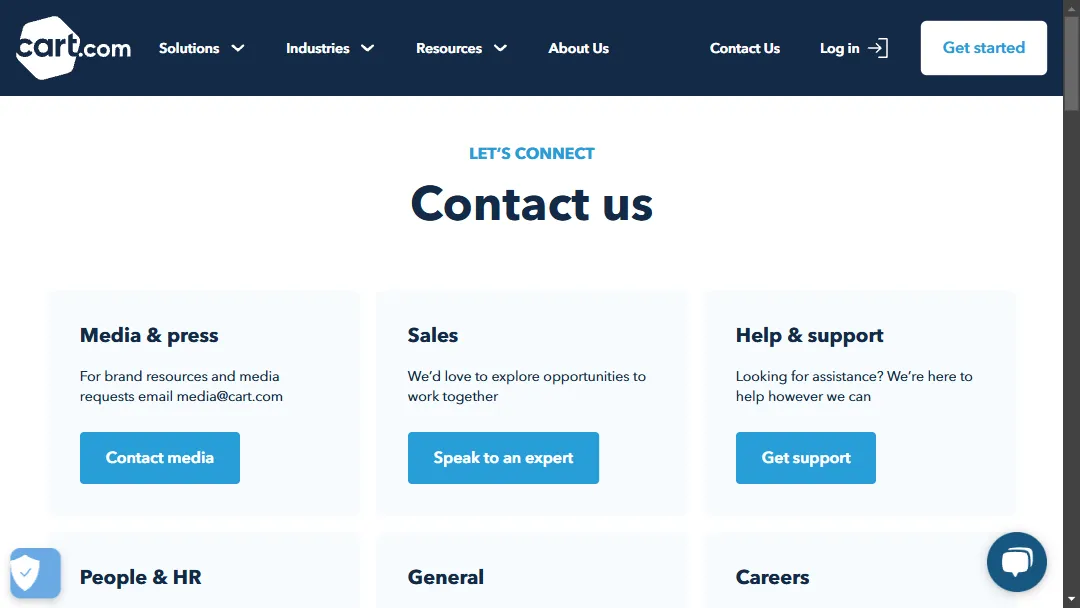 cart.com Solutions Industries Resources About Us Contact Us Log in Get started
LET'S CONNECT
Contact us
Media & press
For brand resources and media
requests email media@cart.com
Contact media
Sales
We'd love to explore opportunities to
work together
Speak to an expert
Help & support
Looking for assistance? We're here to
help however we can
Get support
People & HR
General
Careers